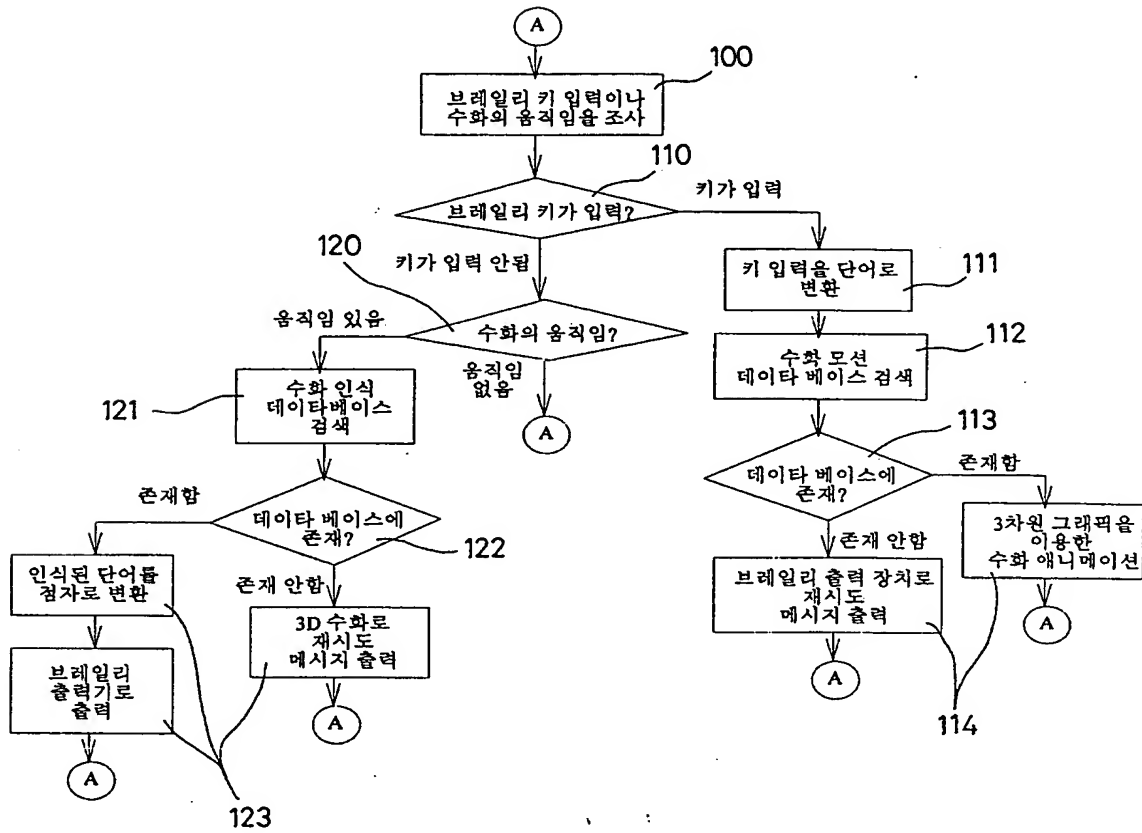 A
100
브레일리 키 입력이나
수화의 움직임을 조사
110
브레일리 키가 입력?
키가 입력
120
키가 입력 안됨
키 입력을 단어로
변환
111
움직임 있음
수화의 움직임?
움직임
없음
A
수화 모션
데이타 베이스 검색
112
121
수화 인식
데이타베이스
검색
113
데이타 베이스에
존재?
존재함
존재함
데이타 베이스에
존재?
122
3차원 그래픽을
이용한
수화 애니메이션
A
존재 안함
브레일리 출력 장치로
재시도
메시지 출력
A
114
인식된 단어를
점자로 변환
존재 안함
3D 수화로
재시도
메시지 출력
A
브레일리
출력기로
출력
A
123